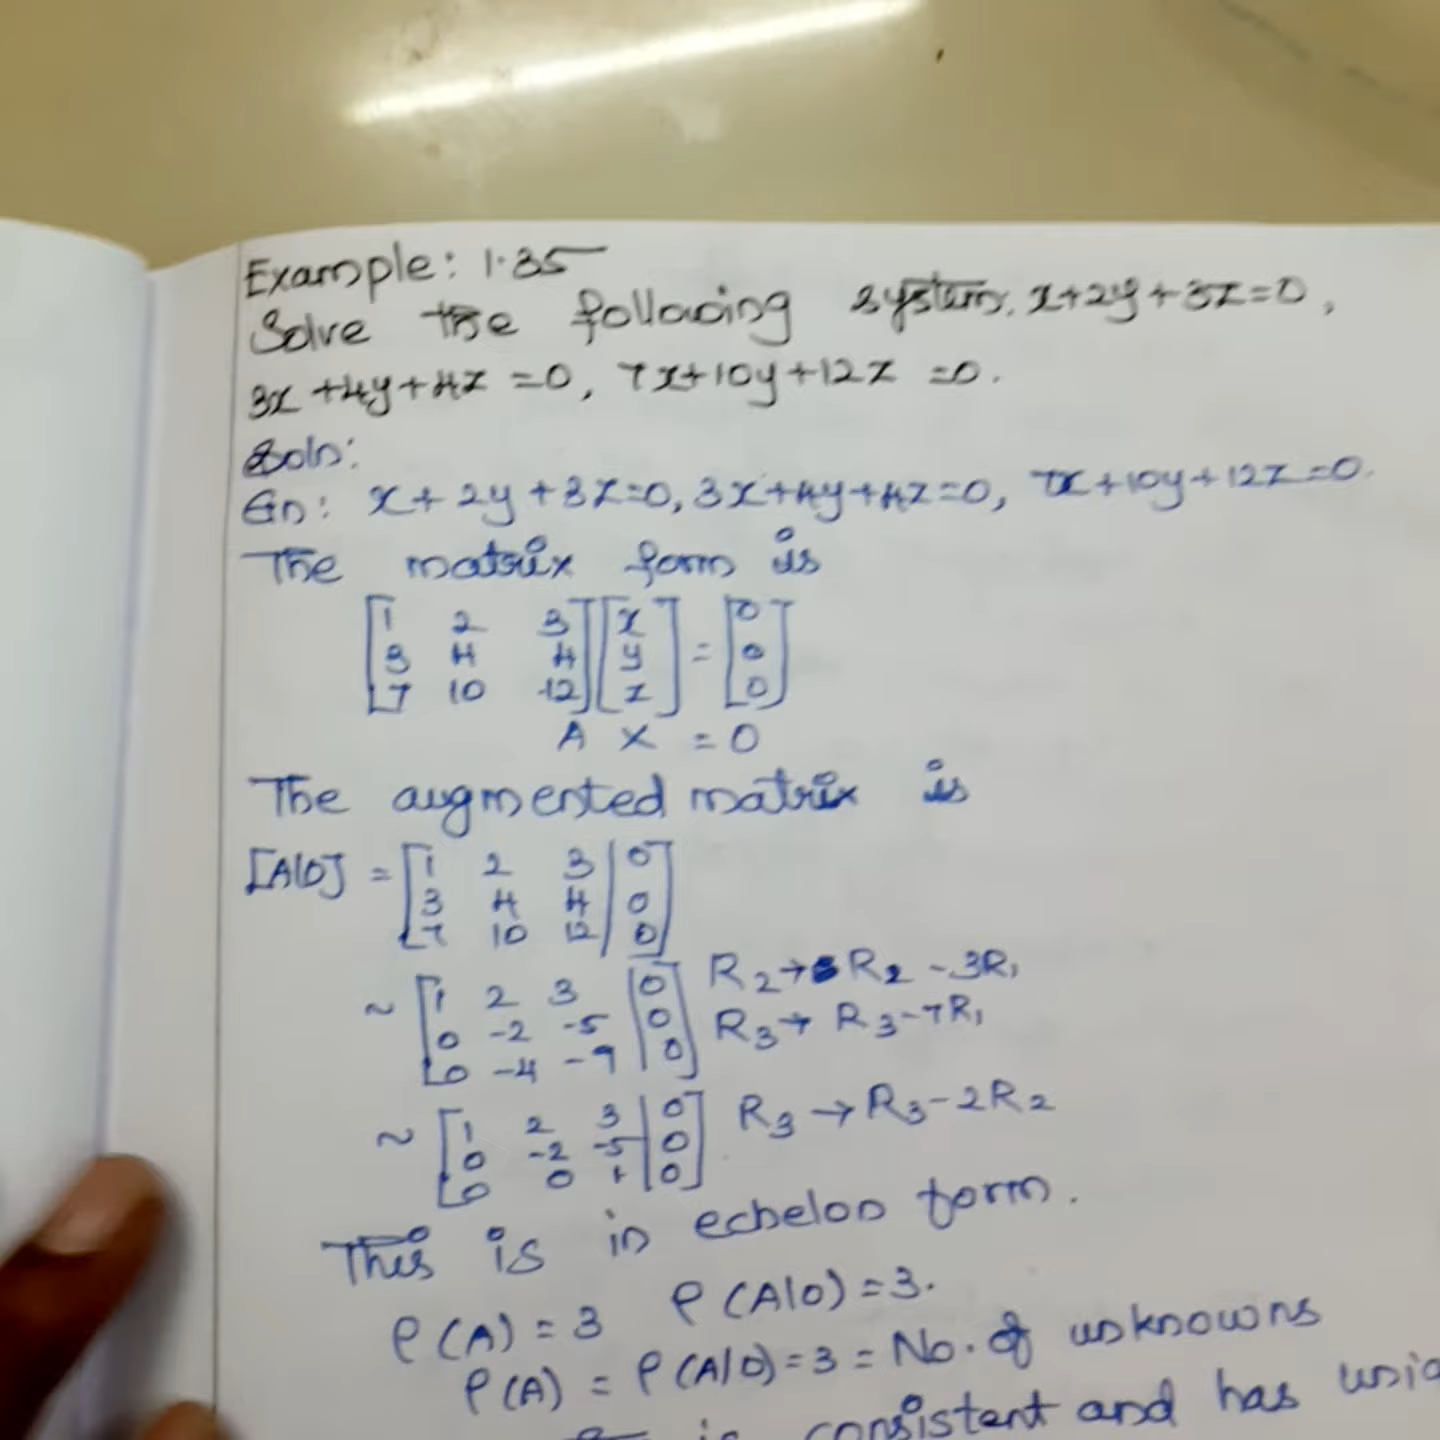 Example: 1.35
Solve the following system. x+2y+3z=0,
3x+4y+4z=0, 7x+10y+12z=0.
Soln:
Gn: x+2y+3z=0, 3x+4y+4z=0, 7x+10y+12z=0.
The matrix form is
[1 2 3] [x] = [0]
[3 4 4] [y] = [0]
[7 10 12] [z] = [0]
A X = 0
The augmented matrix is
[A|0] = [1 2 3 | 0]
[3 4 4 | 0]
[7 10 12 | 0]
~ [1 2 3 | 0] R2→R2-3R1
[0 -2 -5 | 0] R3→R3-7R1
[0 -4 -9 | 0]
~ [1 2 3 | 0] R3→R3-2R2
[0 -2 -5 | 0]
[0 0 1 | 0]
This is in echelon form.
ρ(A)=3 ρ(A|0)=3.
ρ(A) = ρ(A|0)=3 = No. of unknowns
is consistent and has